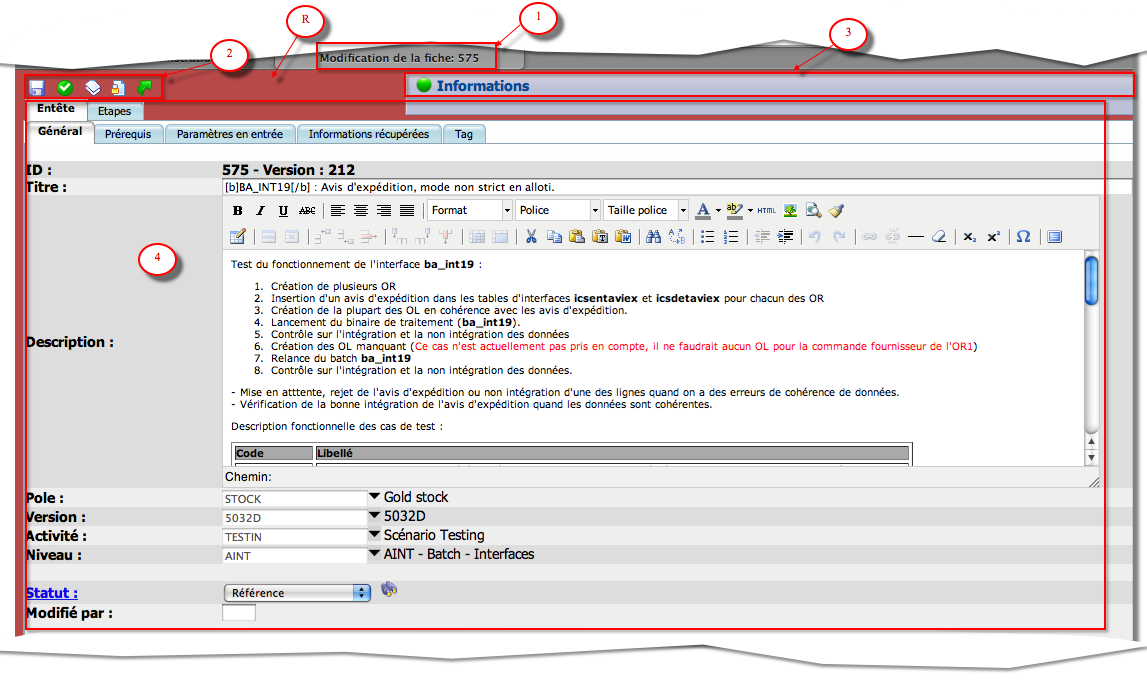 1
R
2
3
Modification de la fiche: 575
Informations
Entête
Etapes
Général
Prérequis
Paramètres en entrée
Informations récupérées
Tag
ID :
575 - Version : 212
Titre :
[b]BA_INT19[/b] : Avis d'expédition, mode non strict en alloti.
B I U ABC Format Police Taille police A ab HTML
X₂ X² Ω
4
Test du fonctionnement de l'interface ba_int19 :
1. Création de plusieurs OR
2. Insertion d'un avis d'expédition dans les tables d'interfaces icsentaviex et icsdetaviex pour chacun des OR
3. Création de la plupart des OL en cohérence avec les avis d'expédition.
4. Lancement du binaire de traitement (ba_int19).
5. Contrôle sur l'intégration et la non intégration des données
Description :
6. Création des OL manquant (Ce cas n'est actuellement pas pris en compte, il ne faudrait aucun OL pour la commande fournisseur de l'OR1)
7. Relance du batch ba_int19
8. Contrôle sur l'intégration et la non intégration des données.
- Mise en atttente, rejet de l'avis d'expédition ou non intégration d'une des lignes quand on a des erreurs de cohérence de données.
- Vérification de la bonne intégration de l'avis d'expédition quand les données sont cohérentes.
Description fonctionnelle des cas de test :
Code
Libellé
Chemin:
Pole :
STOCK
Gold stock
Version :
5032D
5032D
Activité :
TESTIN
Scénario Testing
Niveau :
AINT
AINT - Batch - Interfaces
Statut :
Référence
Modifié par :